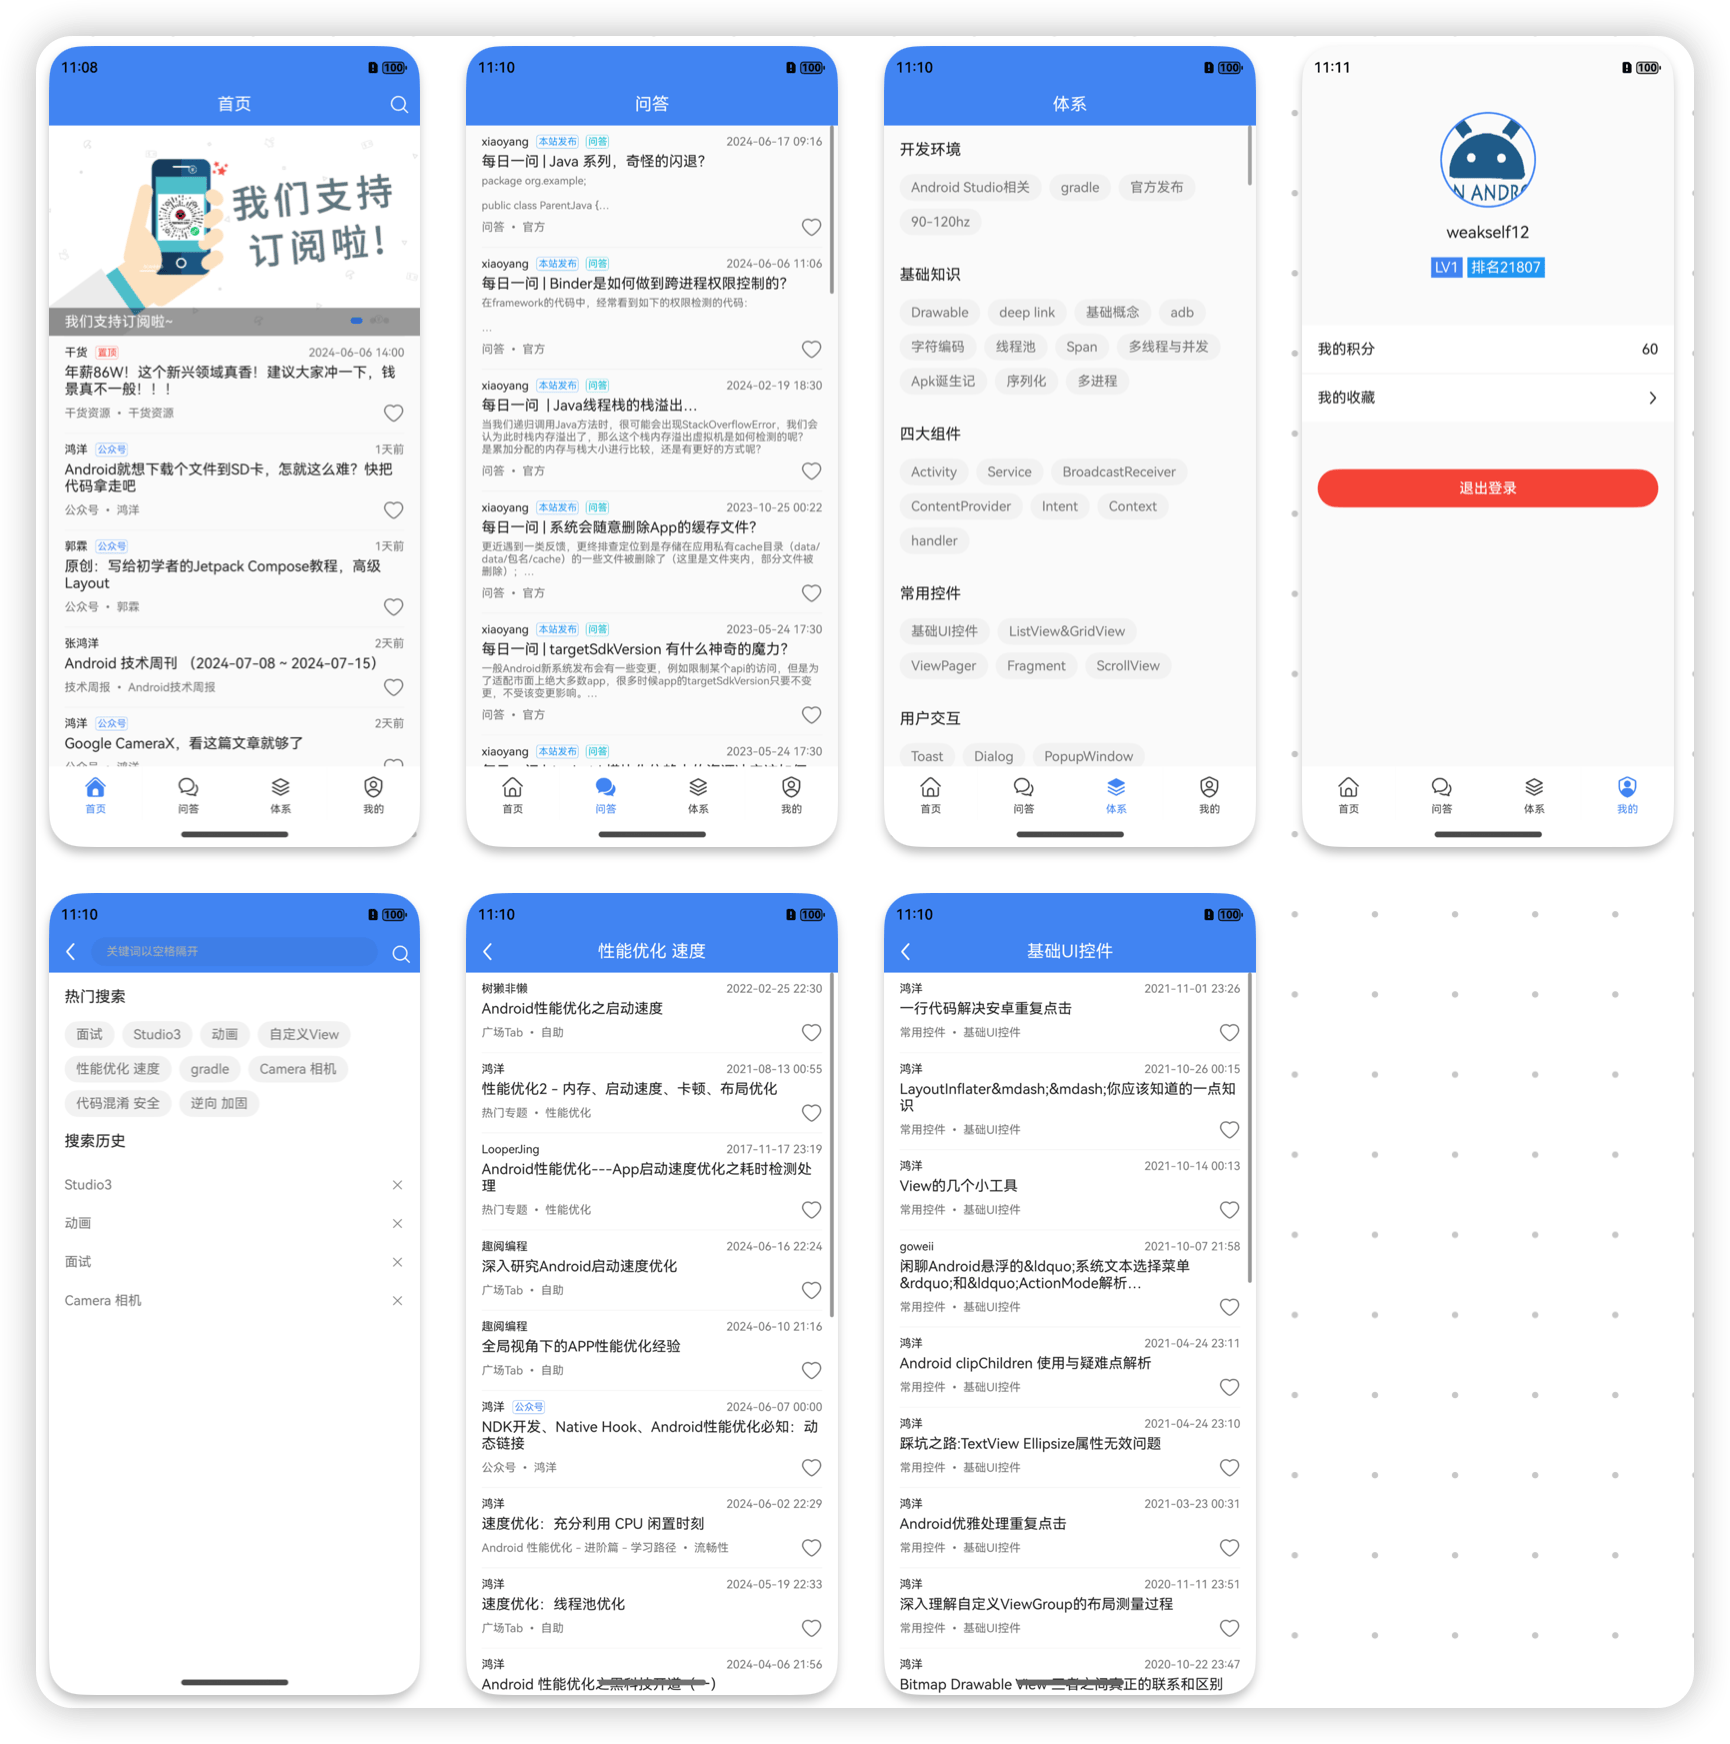 11:08
100
首页
我们支持
订阅啦!
我们支持订阅啦~
干货 置顶 2024-06-06 14:00
年薪86W！这个新兴领域真香！建议大家冲一下，钱
景真不一般！！！
干货资源 • 干货资源
鸿洋 公众号 1天前
Android就想下载个文件到SD卡，怎就这么难？快把
代码拿走吧
公众号 • 鸿洋
郭霖 公众号 1天前
原创：写给初学者的Jetpack Compose教程，高级
Layout
公众号 • 郭霖
张鸿洋 2天前
Android 技术周刊 （2024-07-08 ~ 2024-07-15）
技术周报 • Android技术周报
鸿洋 公众号 2天前
Google CameraX，看这篇文章就够了
公众号 • 鸿洋
首页 问答 体系 我的
11:10
100
问答
xiaoyang 本站发布 问答 2024-06-17 09:16
每日一问 | Java 系列，奇怪的闪退？
package org.example;
public class ParentJava {...
问答 • 官方
xiaoyang 本站发布 问答 2024-06-06 11:06
每日一问 | Binder是如何做到跨进程权限控制的？
在framework的代码中，经常看到如下的权限检测的代码：
...
问答 • 官方
xiaoyang 本站发布 问答 2024-02-19 18:30
每日一问 | Java线程栈的栈溢出...
当我们递归调用Java方法时，很可能会出现StackOverflowError，我们会
认为此时栈内存溢出了，那么这个栈内存溢出虚拟机是如何检测的呢？
是累加分配的内存与栈大小进行比较，还是有更好的方式呢？
问答 • 官方
xiaoyang 本站发布 问答 2023-10-25 00:22
每日一问 | 系统会随意删除App的缓存文件？
更近遇到一类反馈，更终排查定位到是存储在应用私有cache目录（data/
data/包名/cache）的一些文件被删除了（这里是文件夹内，部分文件被
删除）；...
问答 • 官方
xiaoyang 本站发布 问答 2023-05-24 17:30
每日一问 | targetSdkVersion 有什么神奇的魔力？
一般Android新系统发布会有一些变更，例如限制某个api的访问，但是为
了适配市面上绝大多数app，很多时候app的targetSdkVersion只要不变
更，不受该变更影响。...
问答 • 官方
xiaoyang 本站发布 问答 2023-05-24 17:30
首页 问答 体系 我的
11:10
100
体系
开发环境
Android Studio相关 gradle 官方发布
90-120hz
基础知识
Drawable deep link 基础概念 adb
字符编码 线程池 Span 多线程与并发
Apk诞生记 序列化 多进程
四大组件
Activity Service BroadcastReceiver
ContentProvider Intent Context
handler
常用控件
基础UI控件 ListView&GridView
ViewPager Fragment ScrollView
用户交互
Toast Dialog PopupWindow
首页 问答 体系 我的
11:11
100
N ANDRO
weakself12
LV1 排名21807
我的积分 60
我的收藏
退出登录
首页 问答 体系 我的
11:10
100
关键词以空格隔开
热门搜索
面试 Studio3 动画 自定义View
性能优化 速度 gradle Camera 相机
代码混淆 安全 逆向 加固
搜索历史
Studio3
动画
面试
Camera 相机
11:10
100
性能优化 速度
树獭非懒 2022-02-25 22:30
Android性能优化之启动速度
广场Tab • 自助
鸿洋 2021-08-13 00:55
性能优化2 - 内存、启动速度、卡顿、布局优化
热门专题 • 性能优化
LooperJing 2017-11-17 23:19
Android性能优化---App启动速度优化之耗时检测处
理
热门专题 • 性能优化
趣阅编程 2024-06-16 22:24
深入研究Android启动速度优化
广场Tab • 自助
趣阅编程 2024-06-10 21:16
全局视角下的APP性能优化经验
广场Tab • 自助
鸿洋 公众号 2024-06-07 00:00
NDK开发、Native Hook、Android性能优化必知：动
态链接
公众号 • 鸿洋
鸿洋 2024-06-02 22:29
速度优化：充分利用 CPU 闲置时刻
Android 性能优化 - 进阶篇 - 学习路径 • 流畅性
鸿洋 2024-05-19 22:33
速度优化：线程池优化
广场Tab • 自助
鸿洋 2024-04-06 21:56
Android 性能优化之黑科技开道（一）
11:10
100
基础UI控件
鸿洋 2021-11-01 23:26
一行代码解决安卓重复点击
常用控件 • 基础UI控件
鸿洋 2021-10-26 00:15
LayoutInflater&mdash;&mdash;你应该知道的一点知
识
常用控件 • 基础UI控件
鸿洋 2021-10-14 00:13
View的几个小工具
常用控件 • 基础UI控件
goweii 2021-10-07 21:58
闲聊Android悬浮的&ldquo;系统文本选择菜单
&rdquo;和&ldquo;ActionMode解析...
常用控件 • 基础UI控件
鸿洋 2021-04-24 23:11
Android clipChildren 使用与疑难点解析
常用控件 • 基础UI控件
鸿洋 2021-04-24 23:10
踩坑之路:TextView Ellipsize属性无效问题
常用控件 • 基础UI控件
鸿洋 2021-03-23 00:31
Android优雅处理重复点击
常用控件 • 基础UI控件
鸿洋 2020-11-11 23:51
深入理解自定义ViewGroup的布局测量过程
常用控件 • 基础UI控件
鸿洋 2020-10-22 23:47
Bitmap Drawable View 三者之间真正的联系和区别